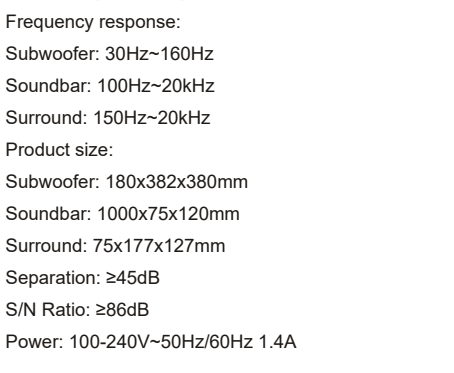 Frequency response:
Subwoofer: 30Hz~160Hz
Soundbar: 100Hz~20kHz
Surround: 150Hz~20kHz
Product size:
Subwoofer: 180x382x380mm
Soundbar: 1000x75x120mm
Surround: 75x177x127mm
Separation: ≥45dB
S/N Ratio: ≥86dB
Power: 100-240V~50Hz/60Hz 1.4A